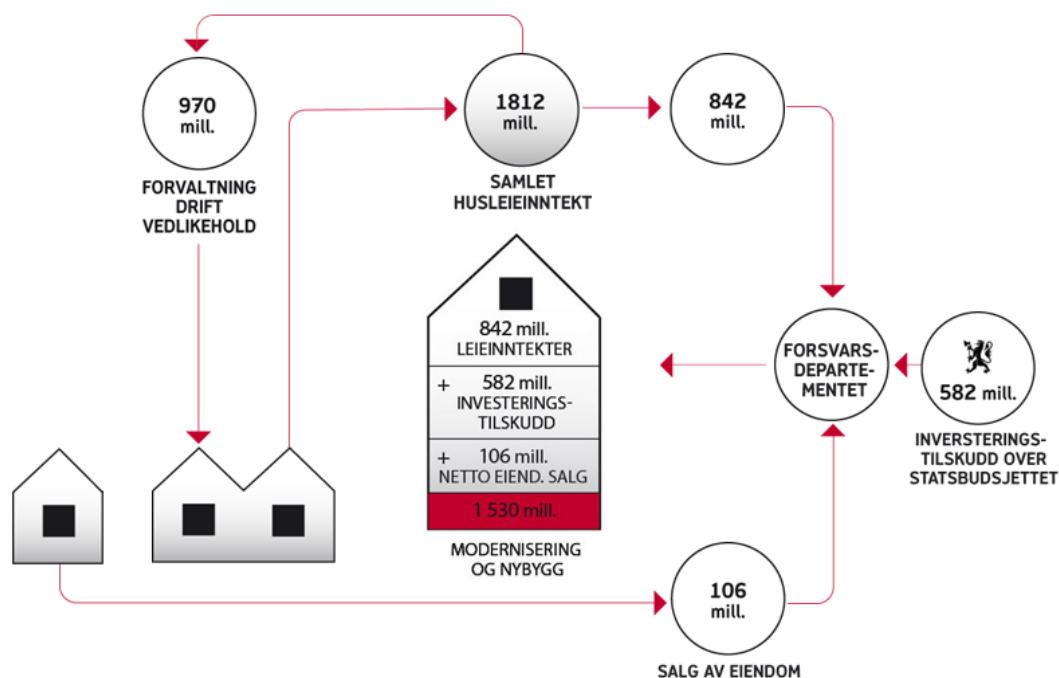 970
mill.
FORVALTNING
DRIFT
VEDLIKEHOLD
1812
mill.
SAMLET
HUSLEIEINNTEKT
842
mill.
842 mill.
LEIEINNTEKTER
+ 582 mill.
INVESTERINGS-
TILSKUDD
+ 106 mill.
NETTO EIEND. SALG
1 530 mill.
MODERNISERING
OG NYBYGG
FORSVARS-
DEPARTE-
MENTET
582 mill.
INVERSTERINGS-
TILSKUDD OVER
STATSBUDSJETTET
106
mill.
SALG AV EIENDOM